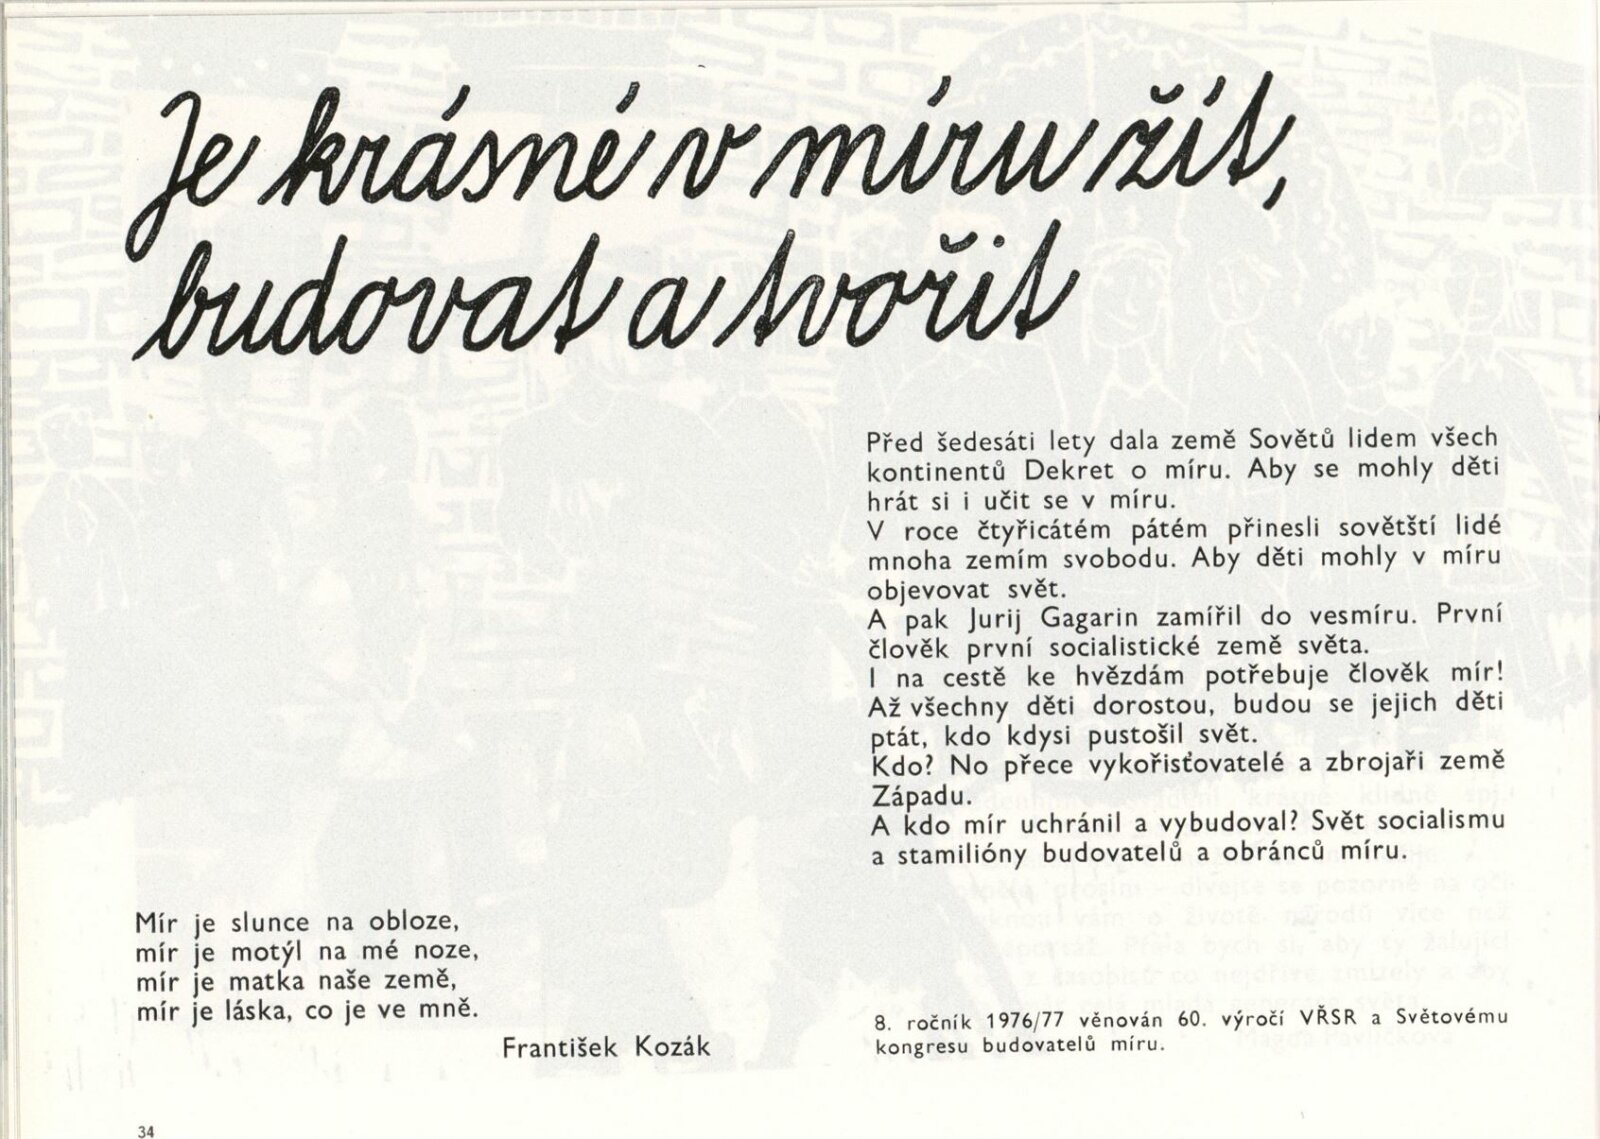 Je krásné v míru žít,
budovat a tvořit
Před šedesáti lety dala země Sovětů lidem všech
kontinentů Dekret o míru. Aby se mohly děti
hrát si i učit se v míru.
V roce čtyřicátém pátém přinesli sovětští lidé
mnoha zemím svobodu. Aby děti mohly v míru
objevovat svět.
A pak Jurij Gagarin zamířil do vesmíru. První
člověk první socialistické země světa.
I na cestě ke hvězdám potřebuje člověk mír!
Až všechny děti dorostou, budou se jejich děti
ptát, kdo kdysi pustošil svět.
Kdo? No přece vykořisťovatelé a zbrojaři země
Západu.
A kdo mír uchránil a vybudoval? Svět socialismu
a stamilióny budovatelů a obránců míru.
Mír je slunce na obloze,
mír je motýl na mé noze,
mír je matka naše země,
mír je láska, co je ve mně.
František Kozák
8. ročník 1976/77 věnován 60. výročí VŘSR a Světovému
kongresu budovatelů míru.
34